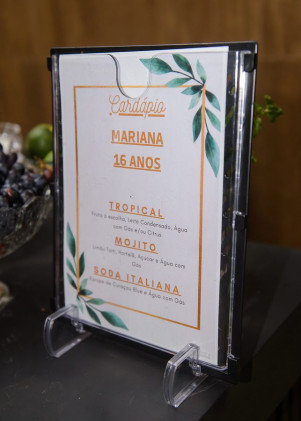 Cardápio
MARIANA
16 ANOS
TROPICAL
Fruta a escolha, Leite Condensado, Água
com Gás e/ou Citrus
MOJITO
Limão Taiti, Hortelã, Açúcar e Água com
Gás
SODA ITALIANA
Xarope de Curaçau Blue e Água com Gás